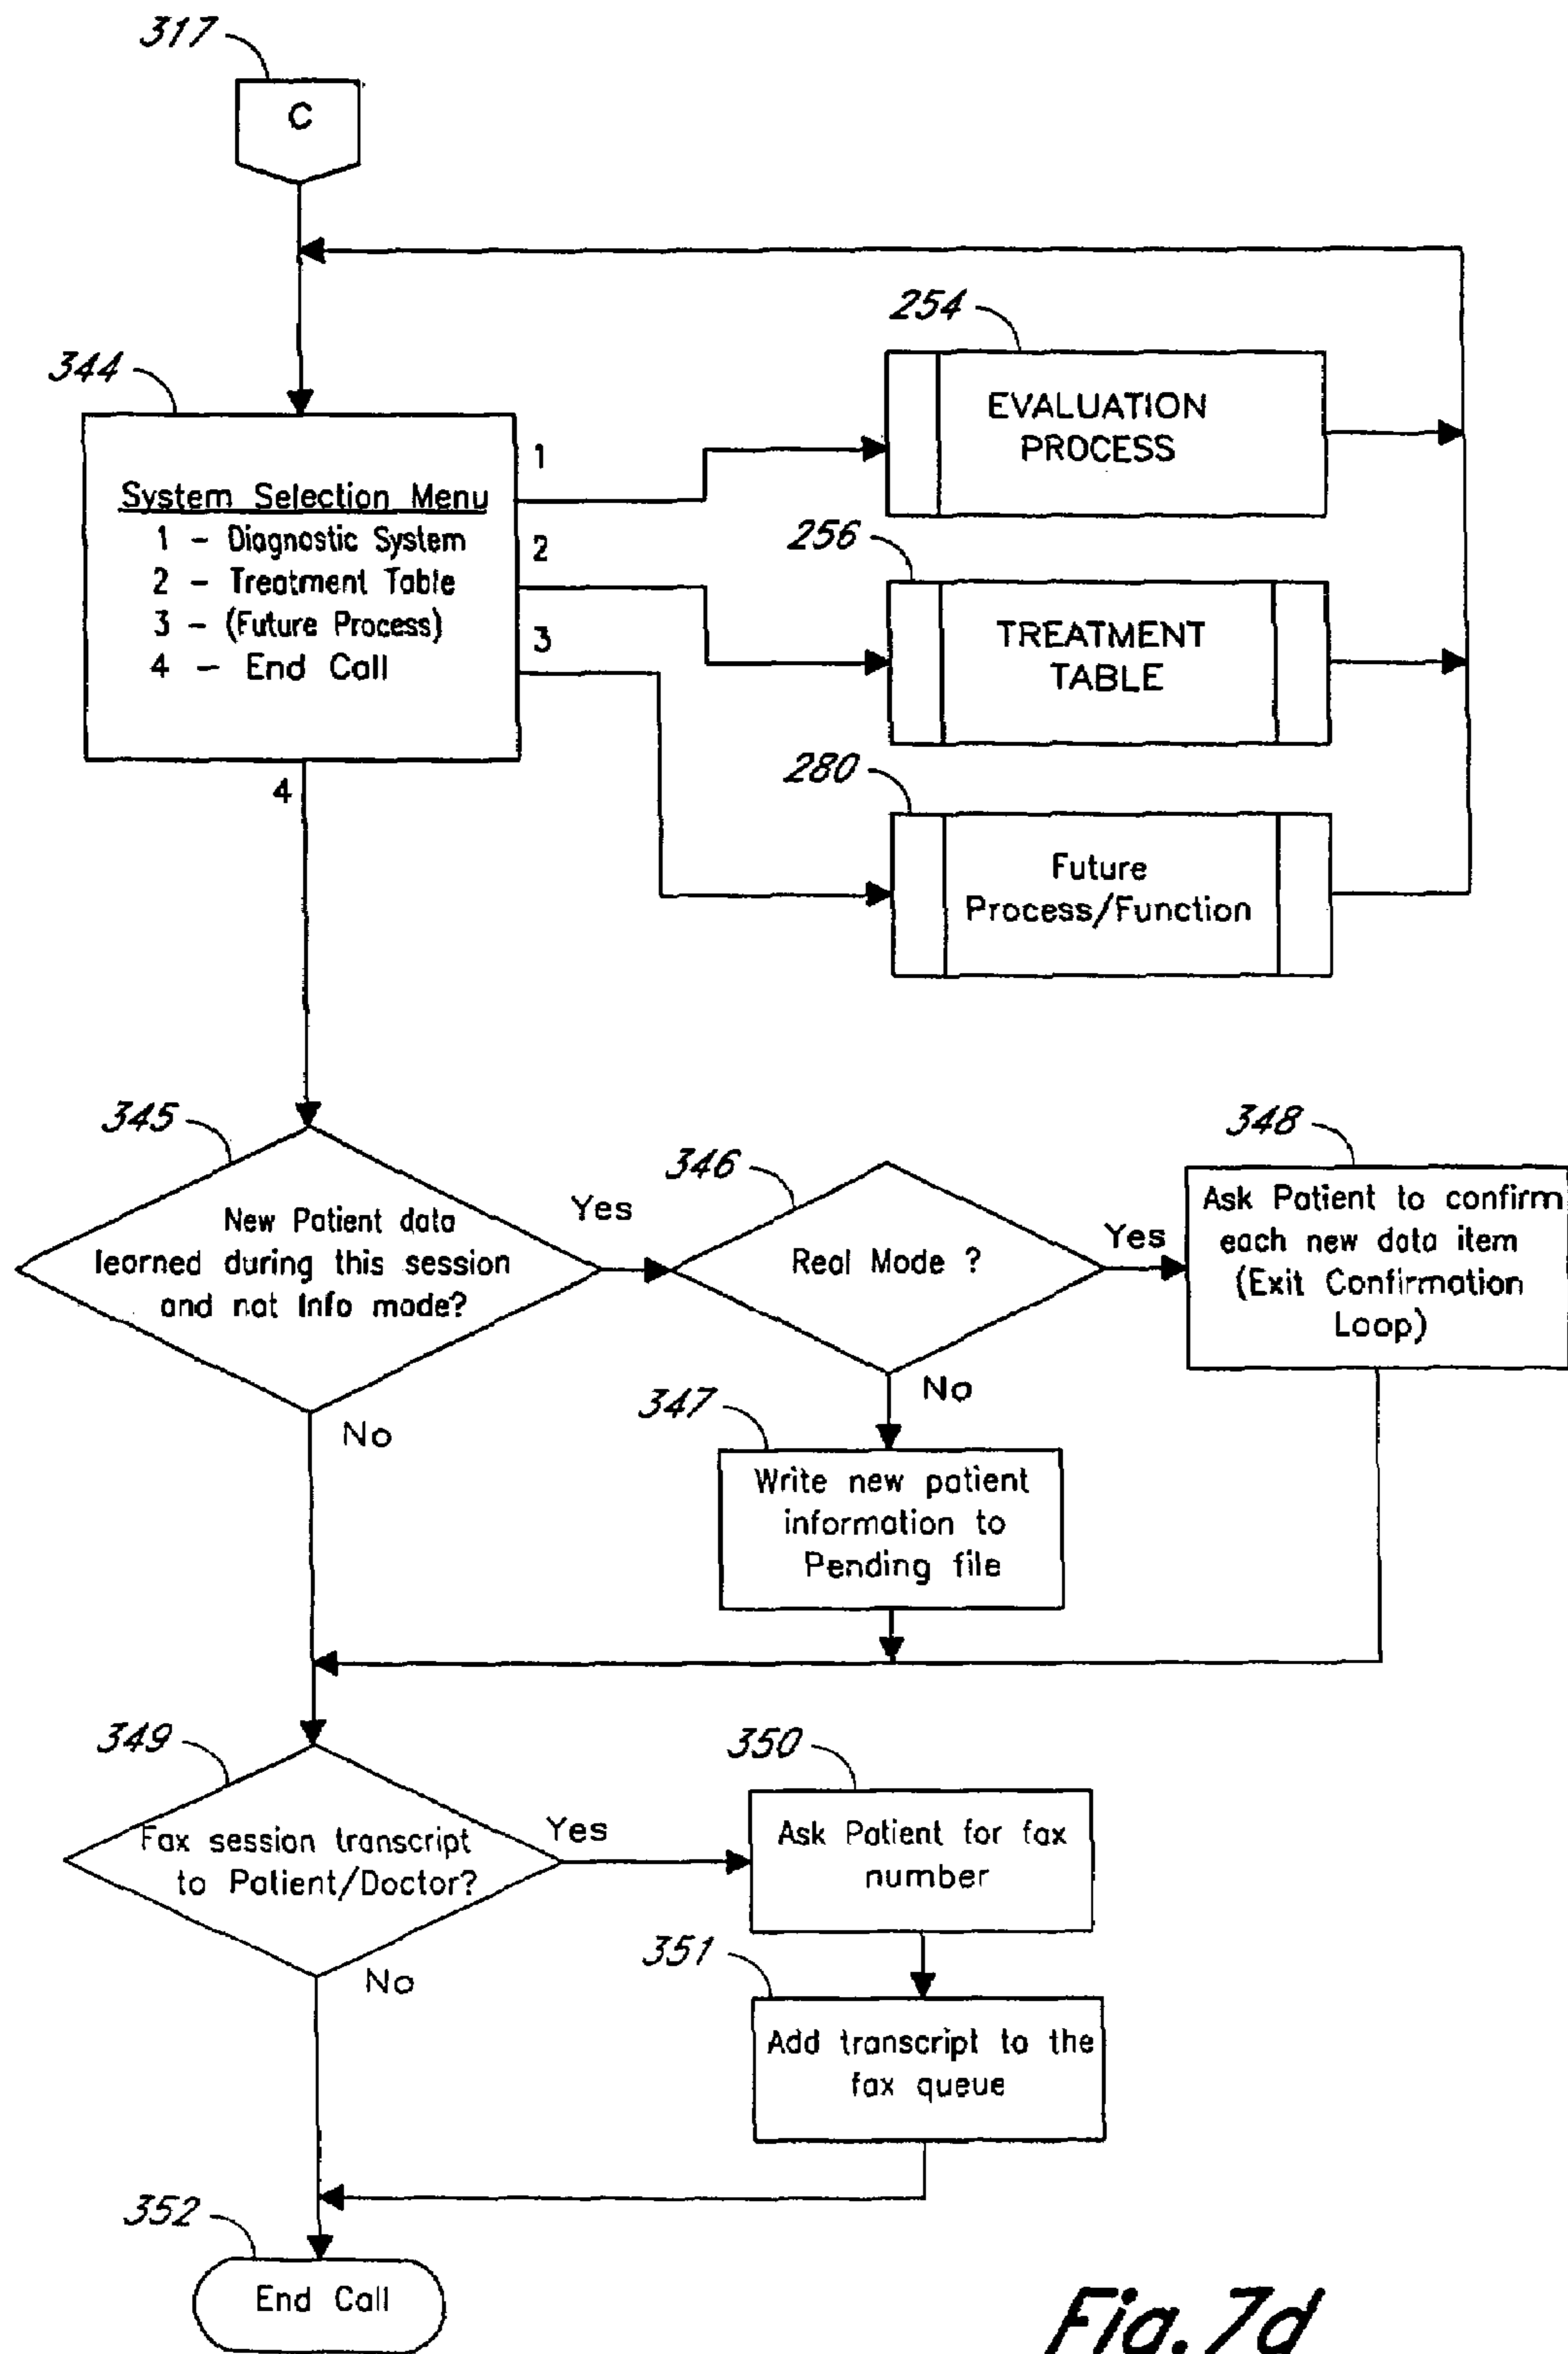 317
C
254
344
EVALUATION
PROCESS
1
System Selection Menu
1 - Diagnostic System
2 - Treatment Table
3 - (Future Process)
4 - End Call
2
256
3
TREATMENT
TABLE
280
4
Future
Process/Function
345
346
348
New Patient data
learned during this session
and not Info mode?
Yes
Real Mode ?
Yes
Ask Patient to confirm
each new data item
(Exit Confirmation
Loop)
No
No
347
Write new patient
information to
Pending file
349
350
Fax session transcript
to Patient/Doctor?
Yes
Ask Patient for fax
number
No
351
Add transcript to the
fax queue
352
End Call
Fig. 7d